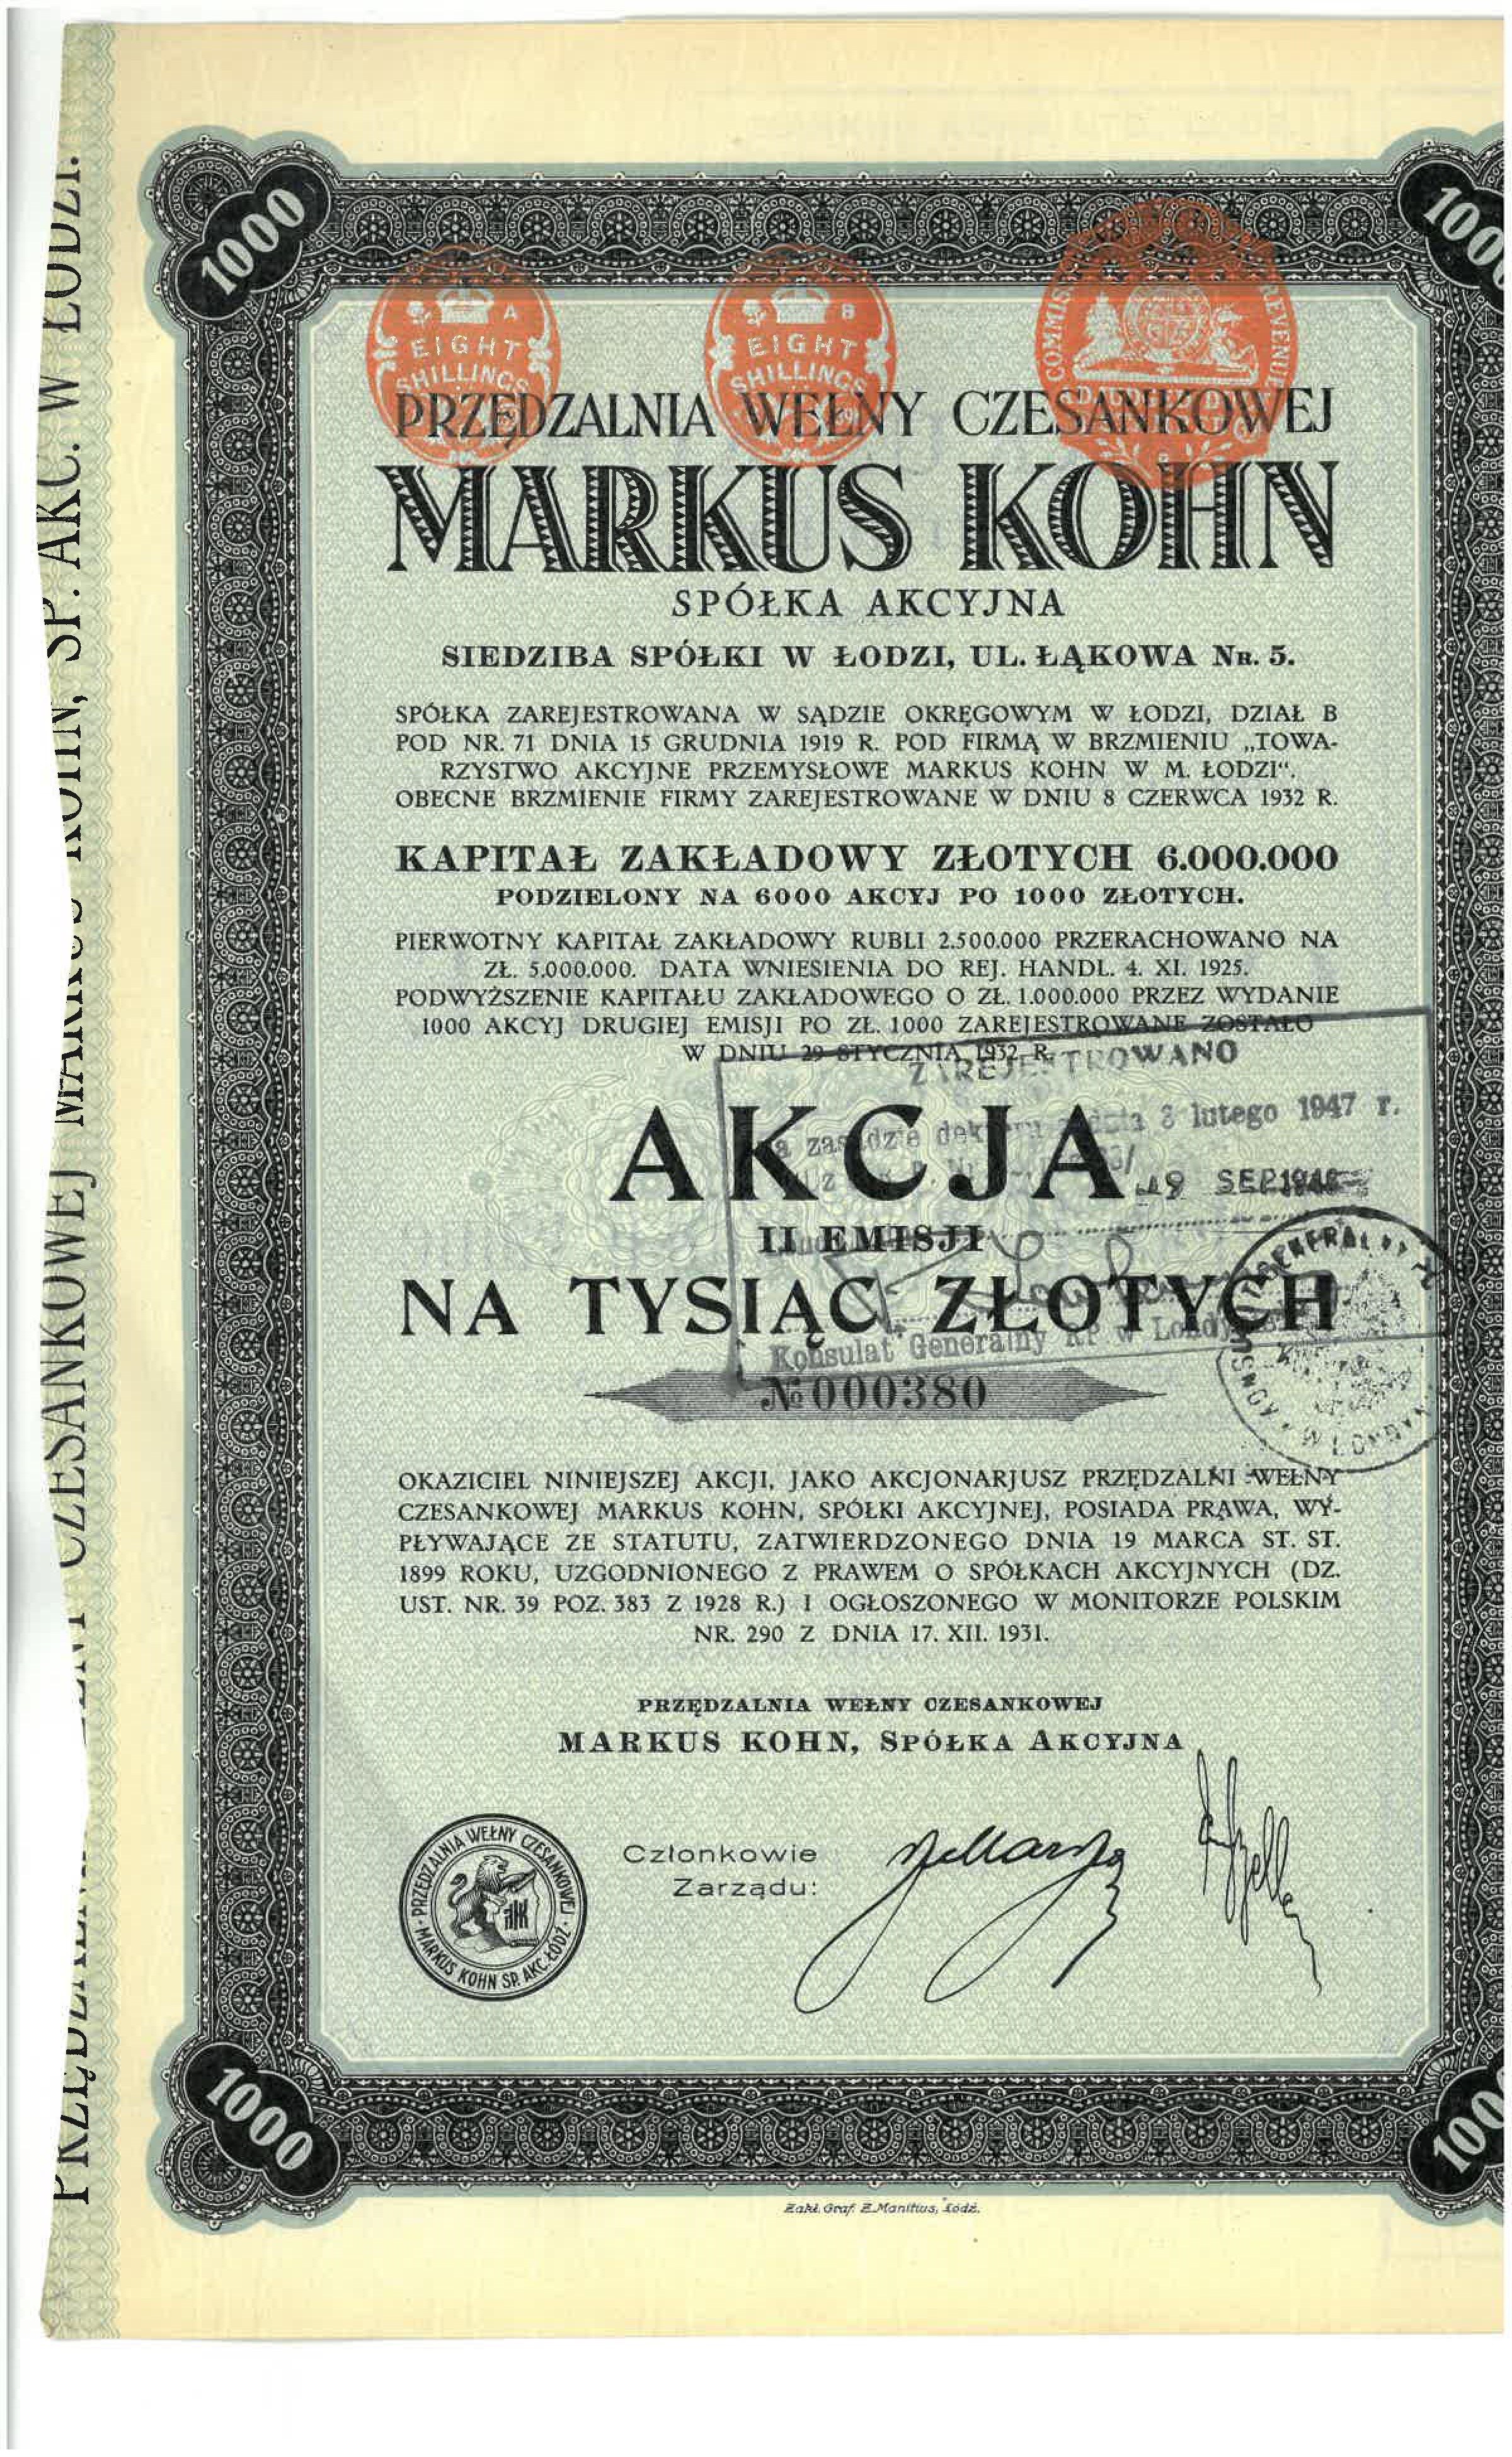 PRZĘDZALNIA WEŁNY CZESANKOWEJ MARKUS KOHN, SP. AKC. W ŁODZI.
1000
1000
A
EIGHT
SHILLINGS
B
EIGHT
SHILLINGS
PRZĘDZALNIA WEŁNY CZESANKOWEJ
MARKUS KOHN
SPÓŁKA AKCYJNA
SIEDZIBA SPÓŁKI W ŁODZI, UL. ŁĄKOWA NR. 5.
SPÓŁKA ZAREJESTROWANA W SĄDZIE OKRĘGOWYM W ŁODZI, DZIAŁ B
POD NR. 71 DNIA 15 GRUDNIA 1919 R. POD FIRMĄ W BRZMIENIU „TOWA-
RZYSTWO AKCYJNE PRZEMYSŁOWE MARKUS KOHN W M. ŁODZI“.
OBECNE BRZMIENIE FIRMY ZAREJESTROWANE W DNIU 8 CZERWCA 1932 R.
KAPITAŁ ZAKŁADOWY ZŁOTYCH 6.000.000
PODZIELONY NA 6000 AKCYJ PO 1000 ZŁOTYCH.
PIERWOTNY KAPITAŁ ZAKŁADOWY RUBLI 2.500.000 PRZERACHOWANO NA
ZŁ. 5.000.000. DATA WNIESIENIA DO REJ. HANDL. 4. XI. 1925.
PODWYŻSZENIE KAPITAŁU ZAKŁADOWEGO O ZŁ. 1.000.000 PRZEZ WYDANIE
1000 AKCYJ DRUGIEJ EMISJI PO ZŁ. 1000 ZAREJESTROWANE ZOSTAŁO
W DNIU 29 STYCZNIA 1932 R.
ZAREJESTROWANO
zasadzie dekretu z dnia 3 lutego 1947 r.
AKCJA
19 SEP 1948
II EMISJI
NA TYSIĄC ZŁOTYCH
Konsulat Generalny RP w Londynie
№ 000380
OKAZICIEL NINIEJSZEJ AKCJI, JAKO AKCJONARJUSZ PRZĘDZALNI WEŁNY
CZESANKOWEJ MARKUS KOHN, SPÓŁKI AKCYJNEJ, POSIADA PRAWA, WY-
PŁYWAJĄCE ZE STATUTU, ZATWIERDZONEGO DNIA 19 MARCA ST. ST.
1899 ROKU, UZGODNIONEGO Z PRAWEM O SPÓŁKACH AKCYJNYCH (DZ.
UST. NR. 39 POZ. 383 Z 1928 R.) I OGŁOSZONEGO W MONITORZE POLSKIM
NR. 290 Z DNIA 17. XII. 1931.
PRZĘDZALNIA WEŁNY CZESANKOWEJ
MARKUS KOHN, SPÓŁKA AKCYJNA
Członkowie
Zarządu:
PRZĘDZALNIA WEŁNY CZESANKOWEJ
MARKUS KOHN SP. AKC. ŁÓDŹ
1000
100
Zakł. Graf. E. Manitius, Łódź.